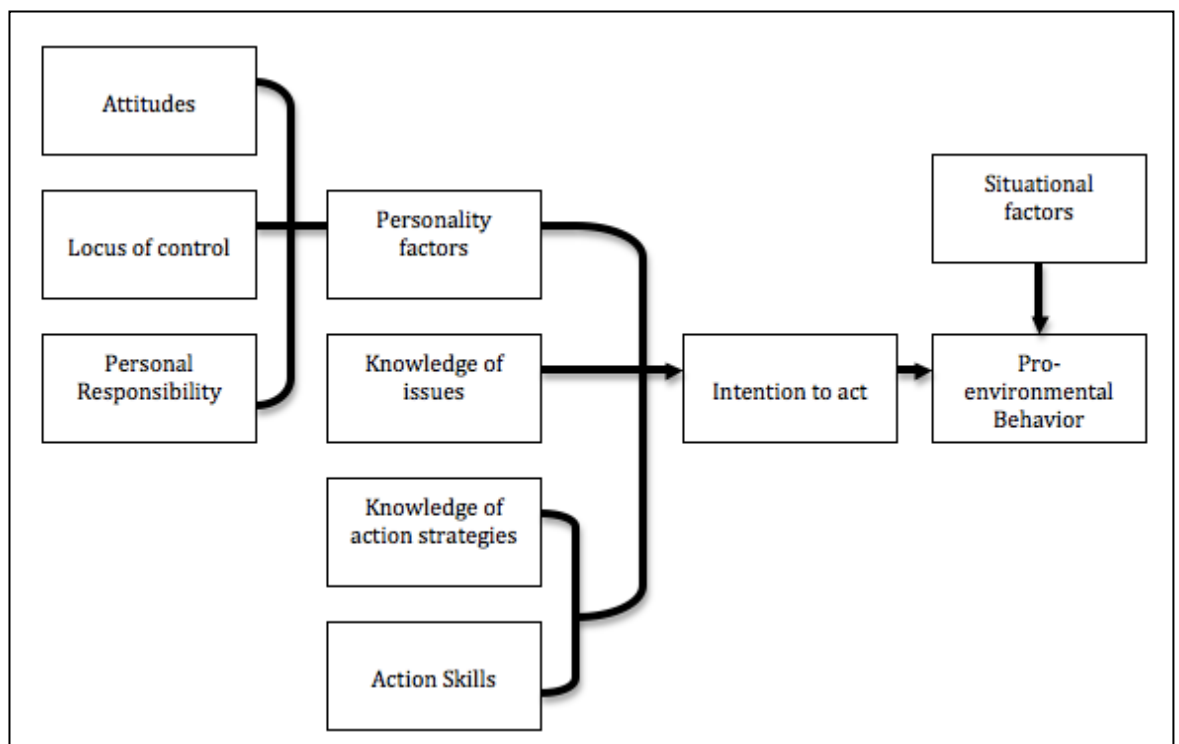 Attitudes
Locus of control
Personal
Responsibility
Personality
factors
Knowledge of
issues
Knowledge of
action strategies
Action Skills
Intention to act
Situational
factors
Pro-
environmental
Behavior